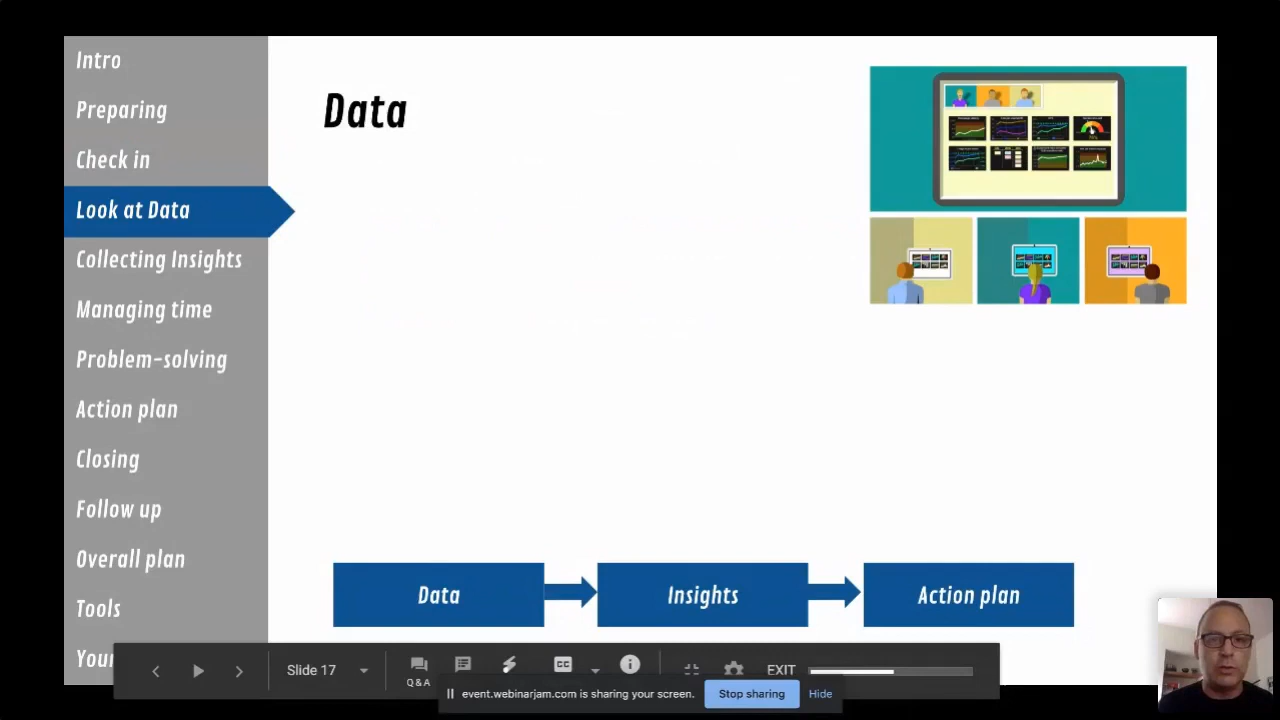 Intro
Preparing
Check in
Look at Data
Collecting Insights
Managing time
Problem-solving
Action plan
Closing
Follow up
Overall plan
Tools
Your
Data
Data
Insights
Action plan
Slide 17
Q&A
CC
EXIT
event.webinarjam.com is sharing your screen.
Stop sharing
Hide